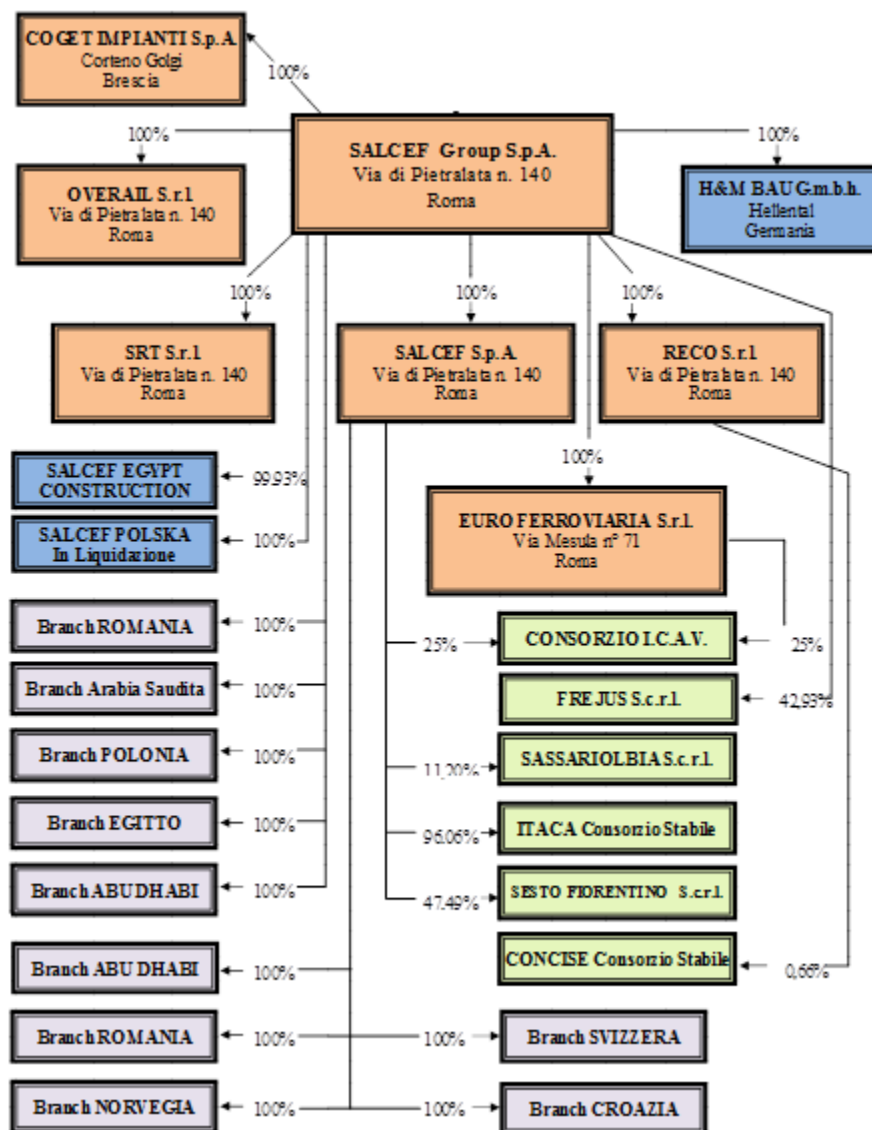 COGET IMPIANTI S.p.A.
Corteno Golgi
Brescia
100%
100%
SALCEF Group S.p.A.
Via di Pietralata n. 140
Roma
100%
OVERAIL S.r.l
Via di Pietralata n. 140
Roma
H&M BAU G.m.b.h.
Hellental
Germania
100%
100%
100%
SRT S.r.l
Via di Pietralata n. 140
Roma
SALCEF S.p.A
Via di Pietralata n. 140
Roma
RECO S.r.l
Via di Pietralata n. 140
Roma
SALCEF EGYPT
CONSTRUCTION
99.93%
100%
SALCEF POLSKA
In Liquidazione
100%
EURO FERROVIARIA S.r.l.
Via Mesula n° 71
Roma
Branch ROMANIA
100%
25%
CONSORZIO I.C.A.V.
25%
Branch Arabia Saudita
100%
FREJUS S.c.r.l.
42,93%
Branch POLONIA
100%
SASSARIOLBIA S.c.r.l.
Branch EGITTO
100%
96.06%
ITACA Consorzio Stabile
Branch ABU DHABI
100%
47.49%
SESTO FIORENTINO S.c.r.l.
Branch ABU DHABI
100%
CONCISE Consorzio Stabile
0,66%
Branch ROMANIA
100%
100%
Branch SVIZZERA
Branch NORVEGIA
100%
100%
Branch CROAZIA